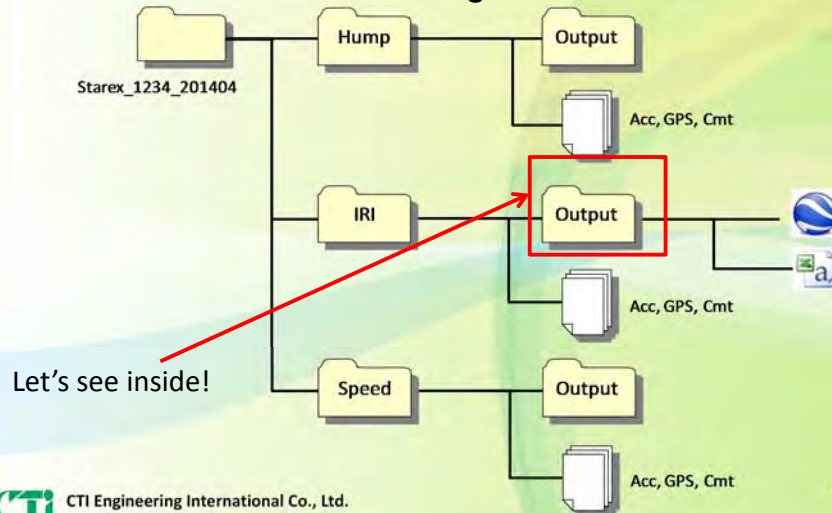 Hump
Output
Starex_1234_201404
Acc, GPS, Cmt
IRI
Output
a,
Acc, GPS, Cmt
Let's see inside!
Speed
Output
Acc, GPS, Cmt
CTI
CTI Engineering International Co., Ltd.